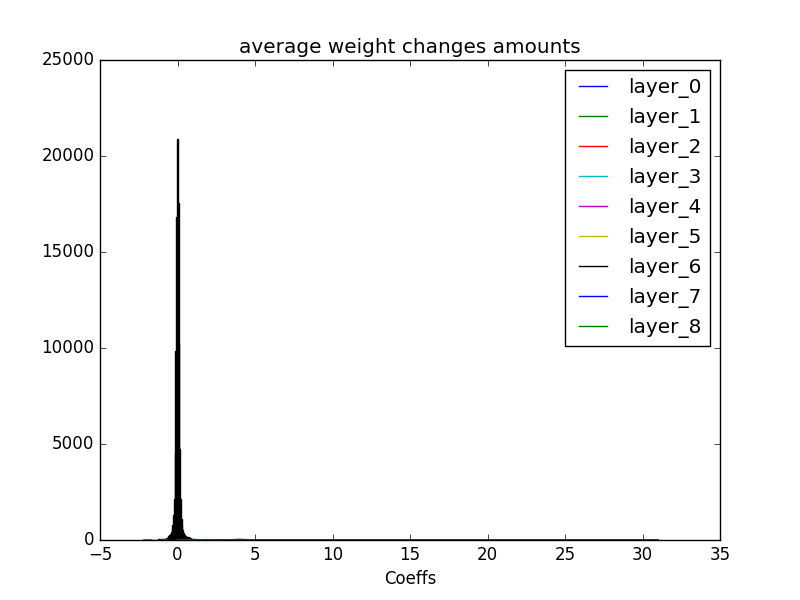 average weight changes amounts
25000
20000
15000
10000
5000
0
layer_0
layer_1
layer_2
layer_3
layer_4
layer_5
layer_6
layer_7
layer_8
−5 0 5 10 15 20 25 30 35
Coeffs